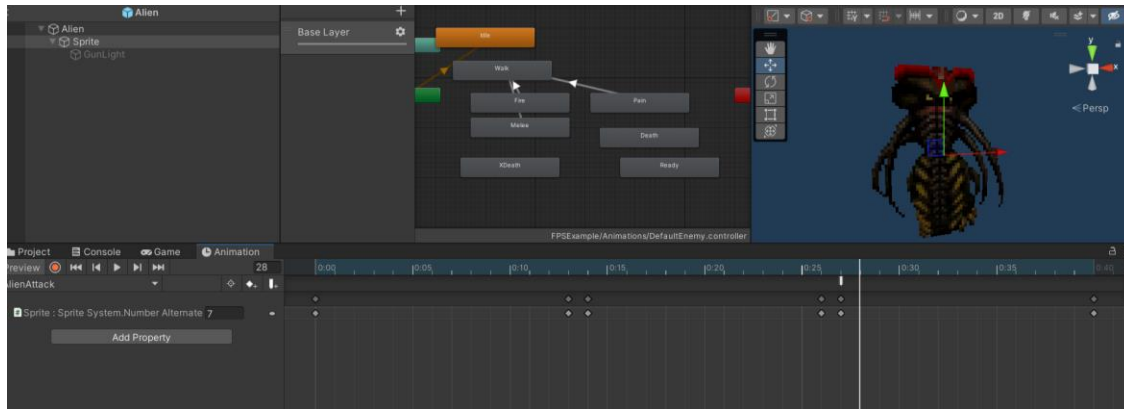 Alien
Alien
Sprite
GunLight
Base Layer
Idle
Walk
Fire
Pain
Melee
Death
XDeath
Ready
FPSExample/Animations/DefaultEnemy.controller
2D
y
x
Persp
Project
Console
Game
Animation
Preview
28
0:00
0:05
0:10
0:15
0:20
0:25
0:30
0:35
0:40
AlienAttack
Sprite : Sprite System.Number Alternate 7
Add Property